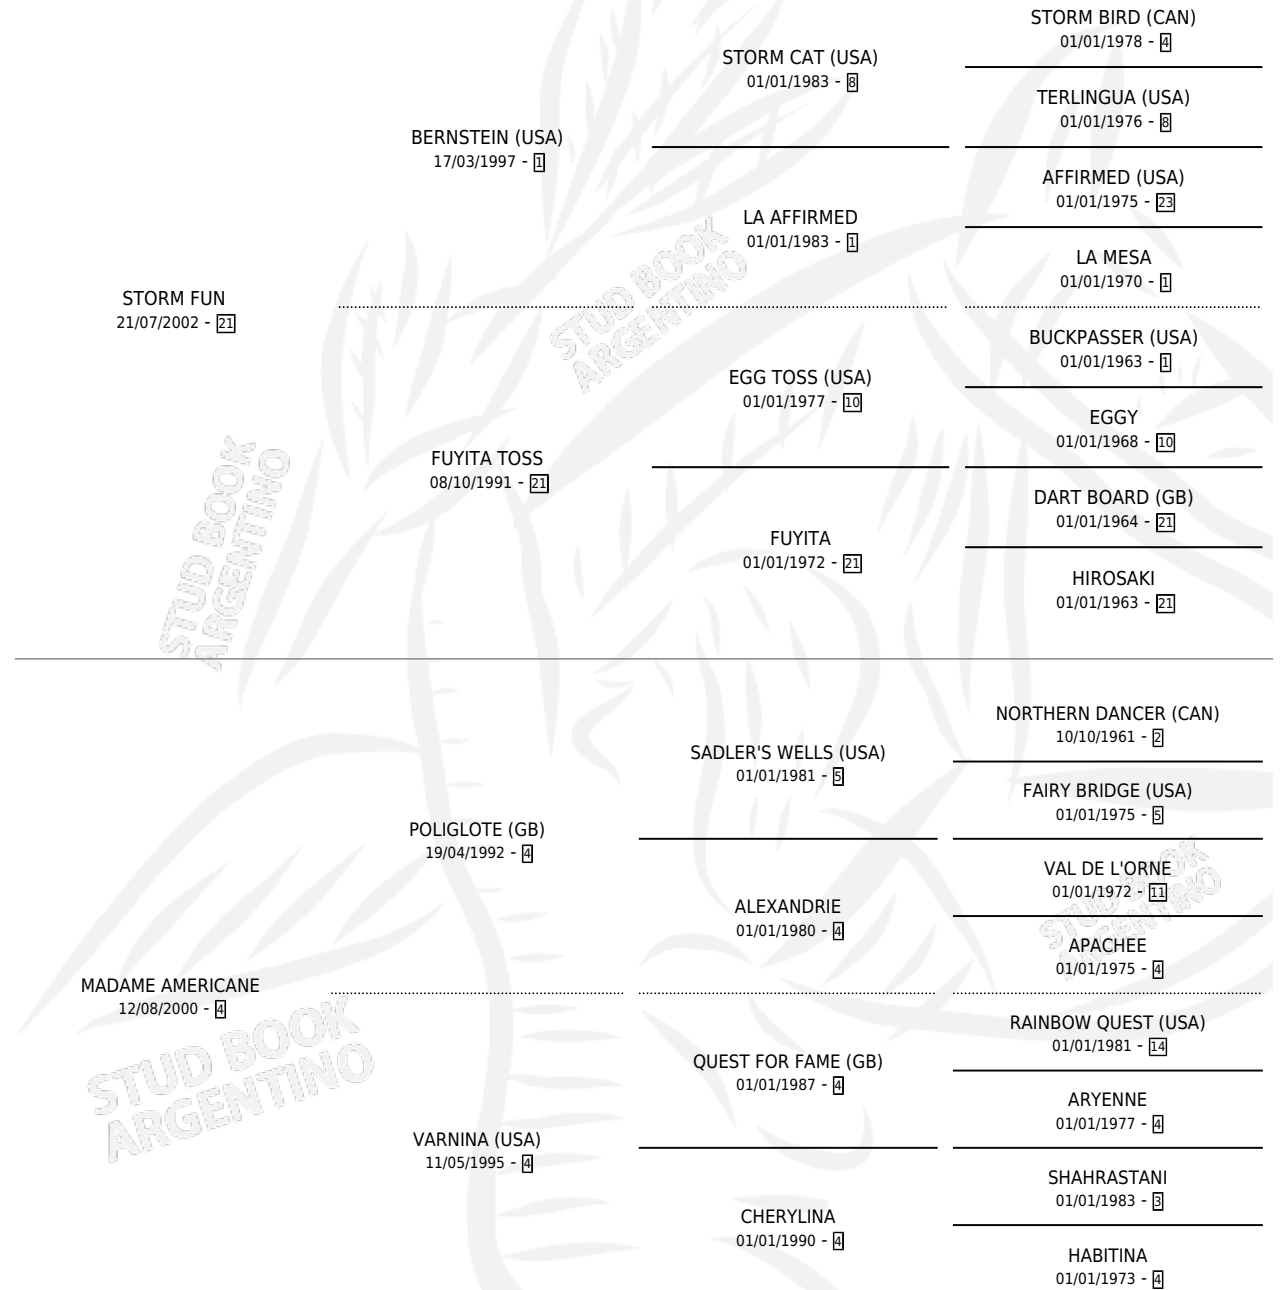 STORM BIRD (CAN)
01/01/1978 - 4
STORM CAT (USA)
01/01/1983 - 8
TERLINGUA (USA)
01/01/1976 - 8
BERNSTEIN (USA)
17/03/1997 - 1
AFFIRMED (USA)
01/01/1975 - 23
LA AFFIRMED
01/01/1983 - 1
LA MESA
01/01/1970 - 1
STORM FUN
21/07/2002 - 21
BUCKPASSER (USA)
01/01/1963 - 1
EGG TOSS (USA)
01/01/1977 - 10
EGGY
01/01/1968 - 10
FUYITA TOSS
08/10/1991 - 21
DART BOARD (GB)
01/01/1964 - 21
FUYITA
01/01/1972 - 21
HIROSAKI
01/01/1963 - 21
NORTHERN DANCER (CAN)
10/10/1961 - 2
SADLER'S WELLS (USA)
01/01/1981 - 5
FAIRY BRIDGE (USA)
01/01/1975 - 5
POLIGLOTE (GB)
19/04/1992 - 4
VAL DE L'ORNE
01/01/1972 - 11
ALEXANDRIE
01/01/1980 - 4
APACHEE
01/01/1975 - 4
MADAME AMERICANE
12/08/2000 - 4
RAINBOW QUEST (USA)
01/01/1981 - 14
QUEST FOR FAME (GB)
01/01/1987 - 4
ARYENNE
01/01/1977 - 4
VARNINA (USA)
11/05/1995 - 4
SHAHRASTANI
01/01/1983 - 3
CHERYLINA
01/01/1990 - 4
HABITINA
01/01/1973 - 4
STUD BOOK
ARGENTINO
STUD BOOK
ARGENTINO
STUD BOOK
ARGENTINO
STUD BOOK
ARGENTINO